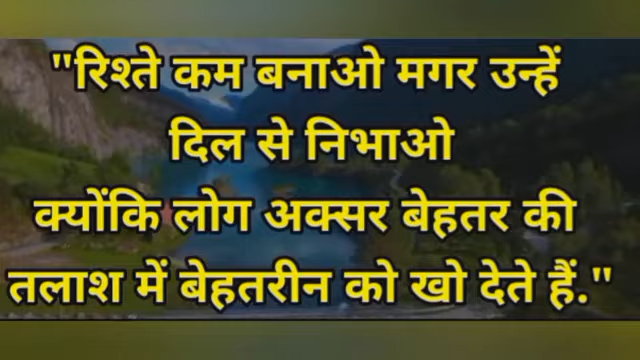 "रिश्ते कम बनाओ मगर उन्हें
दिल से निभाओ
क्योंकि लोग अक्सर बेहतर की
तलाश में बेहतरीन को खो देते हैं."